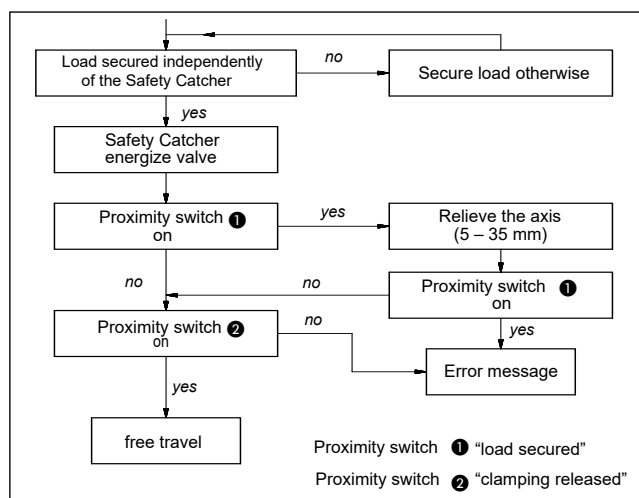 Load secured independently
of the Safety Catcher
no
Secure load otherwise
yes
Safety Catcher
energize valve
Proximity switch ❶
on
yes
Relieve the axis
(5 – 35 mm)
no
no
Proximity switch ❶
on
Proximity switch ❷
on
no
yes
Error message
yes
free travel
Proximity switch ❶ “load secured”
Proximity switch ❷ “clamping released”